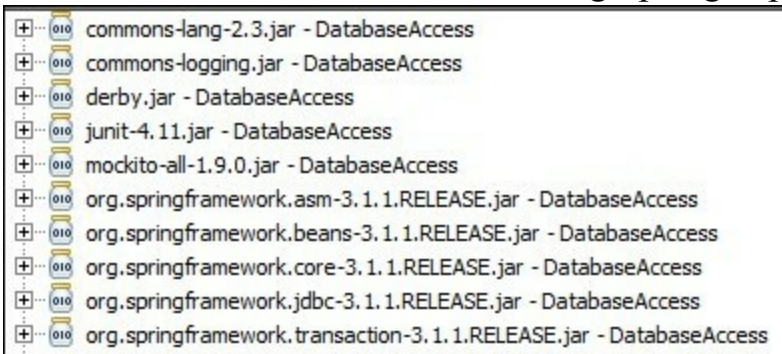 commons-lang-2.3.jar - DatabaseAccess
commons-logging.jar - DatabaseAccess
derby.jar - DatabaseAccess
junit-4.11.jar - DatabaseAccess
mockito-all-1.9.0.jar - DatabaseAccess
org.springframework.asm-3.1.1.RELEASE.jar - DatabaseAccess
org.springframework.beans-3.1.1.RELEASE.jar - DatabaseAccess
org.springframework.core-3.1.1.RELEASE.jar - DatabaseAccess
org.springframework.jdbc-3.1.1.RELEASE.jar - DatabaseAccess
org.springframework.transaction-3.1.1.RELEASE.jar - DatabaseAccess